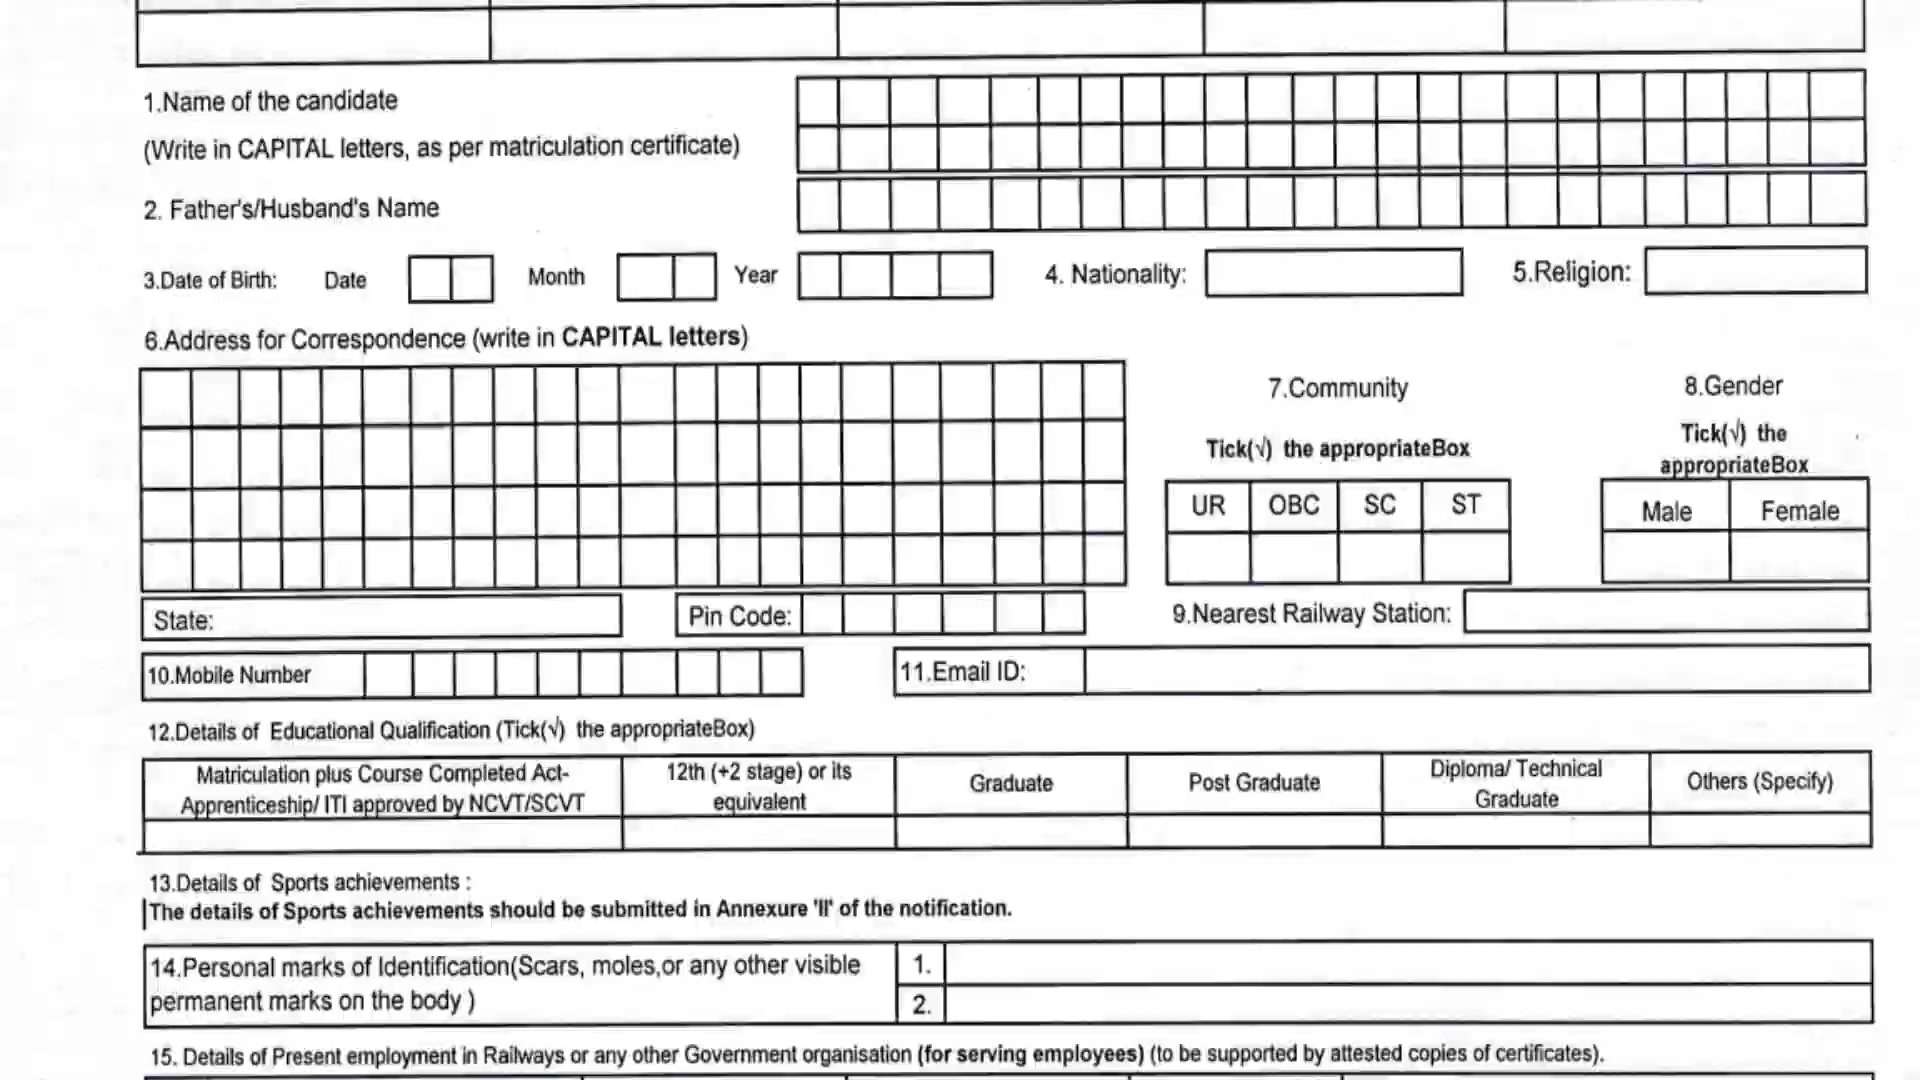 1.Name of the candidate
(Write in CAPITAL letters, as per matriculation certificate)
2. Father's/Husband's Name
3.Date of Birth: Date Month Year 4. Nationality: 5.Religion:
6.Address for Correspondence (write in CAPITAL letters)
7.Community
Tick(√) the appropriateBox
UR OBC SC ST
8.Gender
Tick(√) the
appropriateBox
Male Female
State: Pin Code: 9.Nearest Railway Station:
10.Mobile Number 11.Email ID:
12.Details of Educational Qualification (Tick(√) the appropriateBox)
Matriculation plus Course Completed Act-
Apprenticeship/ ITI approved by NCVT/SCVT
12th (+2 stage) or its
equivalent
Graduate
Post Graduate
Diploma/ Technical
Graduate
Others (Specify)
13.Details of Sports achievements :
The details of Sports achievements should be submitted in Annexure 'II' of the notification.
14.Personal marks of Identification(Scars, moles,or any other visible
permanent marks on the body )
1.
2.
15. Details of Present employment in Railways or any other Government organisation (for serving employees) (to be supported by attested copies of certificates).